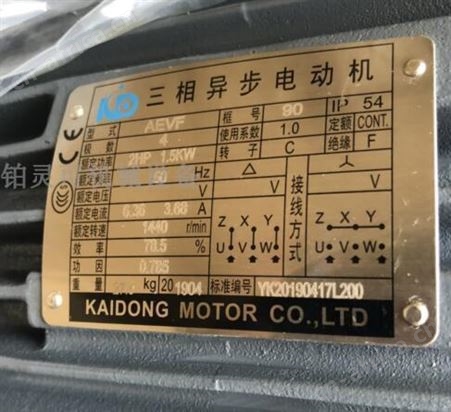 三相异步电动机
型 式 AEVF 框 号 90 IP 54
极 数 4 使用系数 1.0 定额 CONT.
额定功率 2HP 1.5KW 转 子 C 绝缘 F
50 Hz △ Y
额定电压 V
额定电流 6.36 3.68 A 接线方式
额定转速 1440 r/min Z X Y Z X Y
效 率 78.5 % U V W U V W
功 因 0.785
重 量 kg 20 1904 标准编号 YK20190417L200
KAIDONG MOTOR CO.,LTD